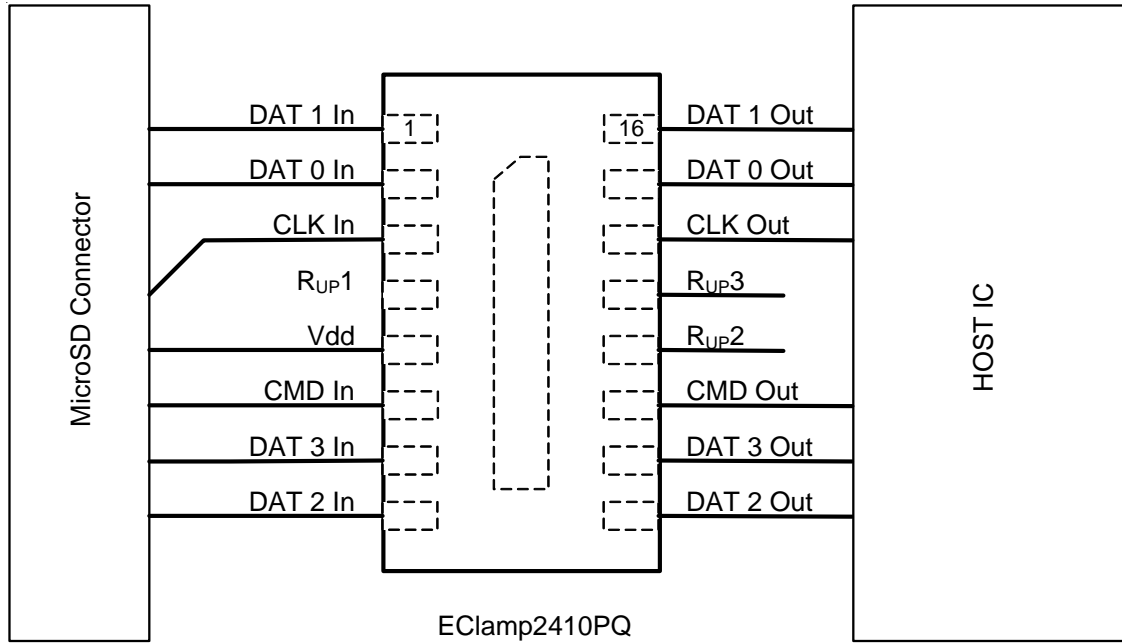 MicroSD Connector
DAT 1 In
DAT 0 In
CLK In
RUP1
Vdd
CMD In
DAT 3 In
DAT 2 In
1
16
DAT 1 Out
DAT 0 Out
CLK Out
RUP3
RUP2
CMD Out
DAT 3 Out
DAT 2 Out
HOST IC
EClamp2410PQ